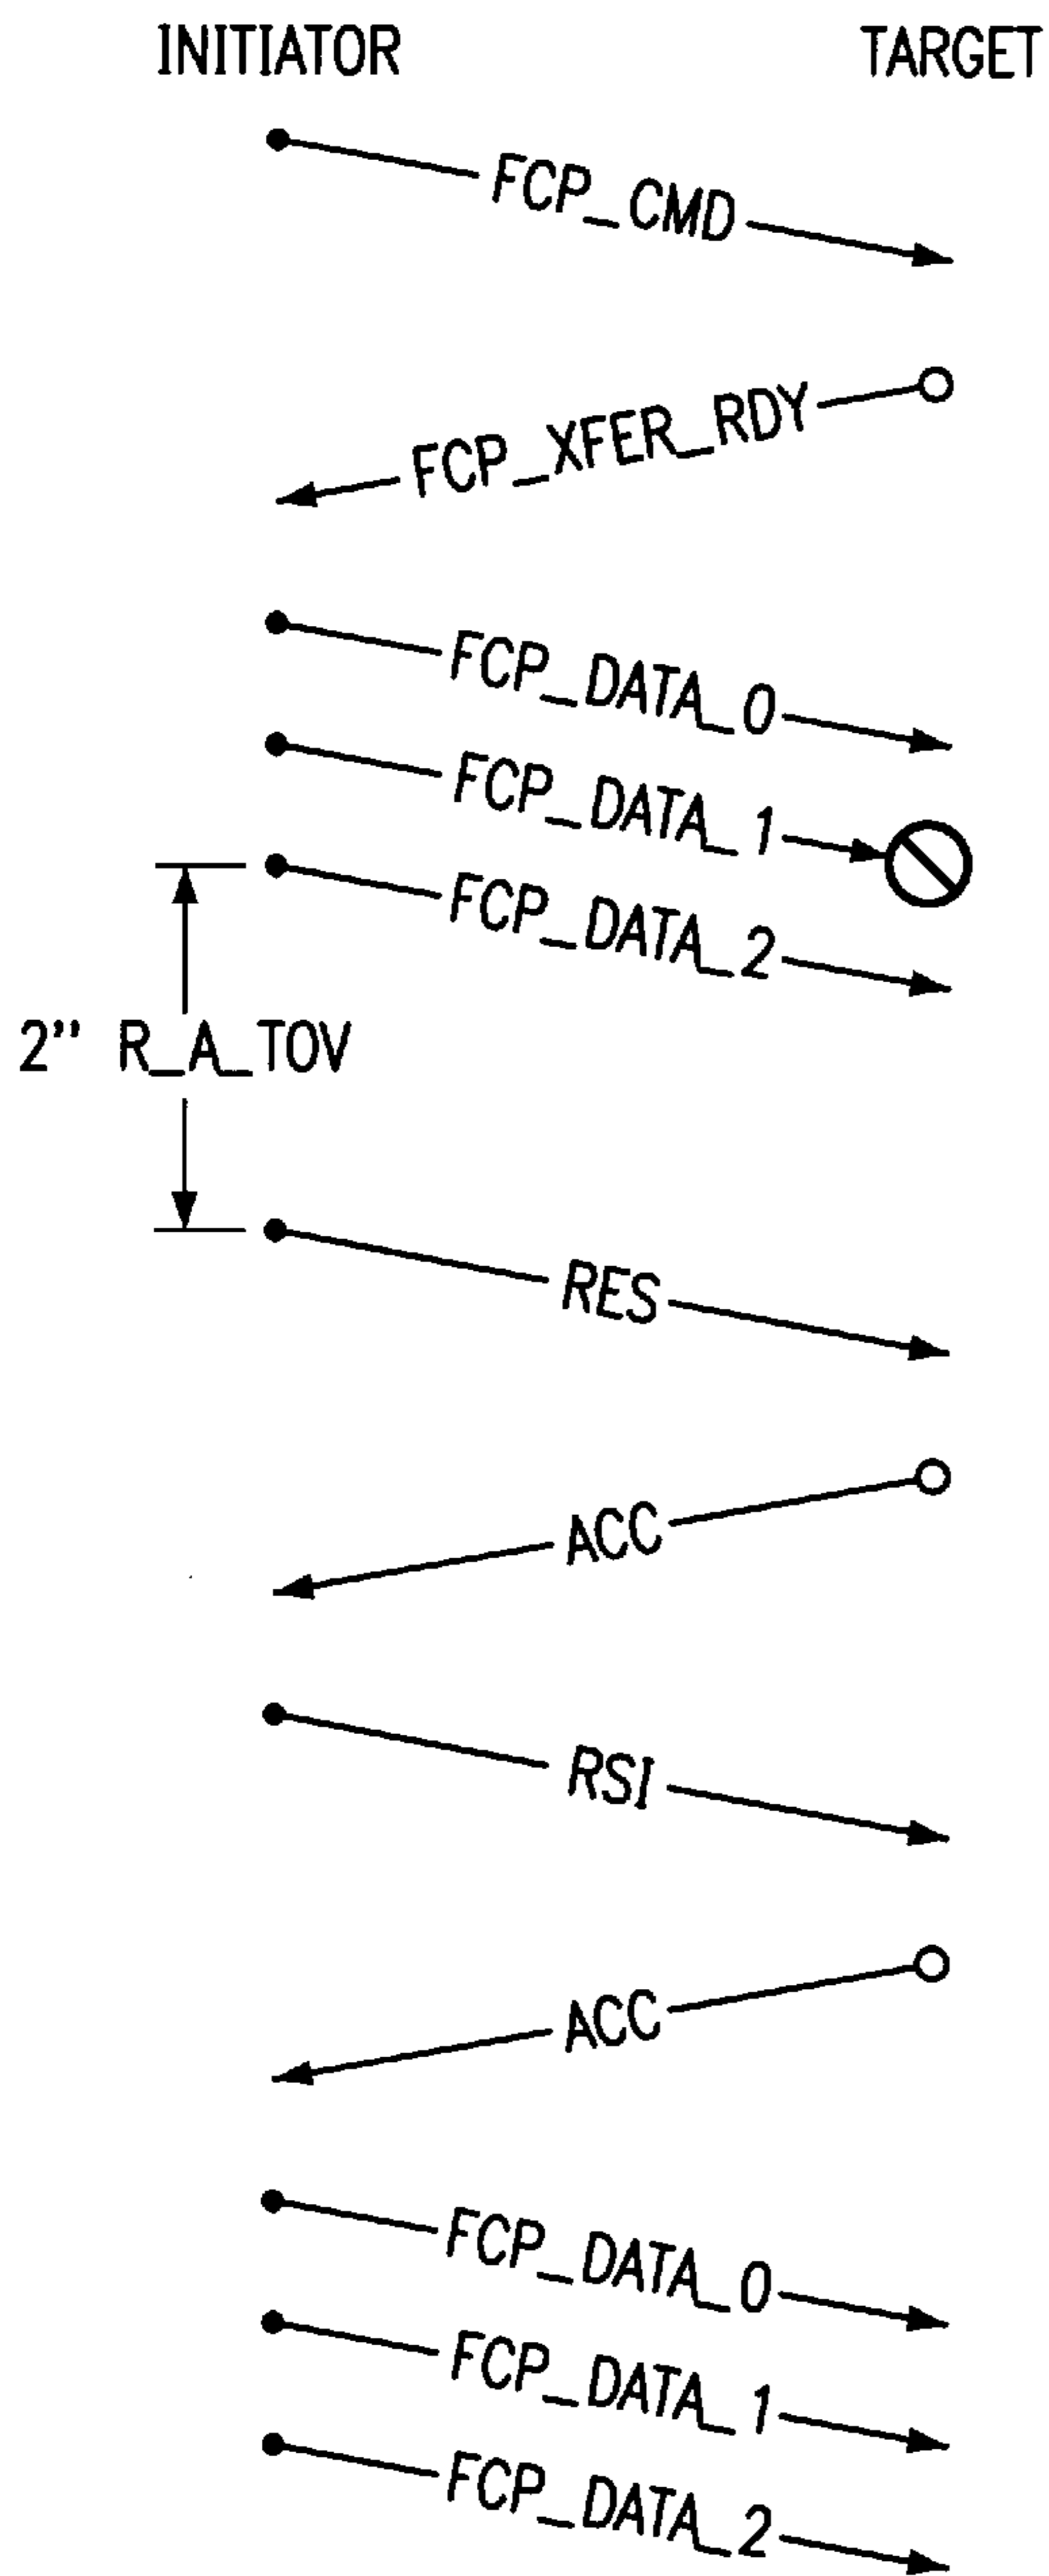 INITIATOR TARGET
FCP_CMD
FCP_XFER_RDY
FCP_DATA_0
FCP_DATA_1
FCP_DATA_2
2" R_A_TOV
RES
ACC
RSI
ACC
FCP_DATA_0
FCP_DATA_1
FCP_DATA_2